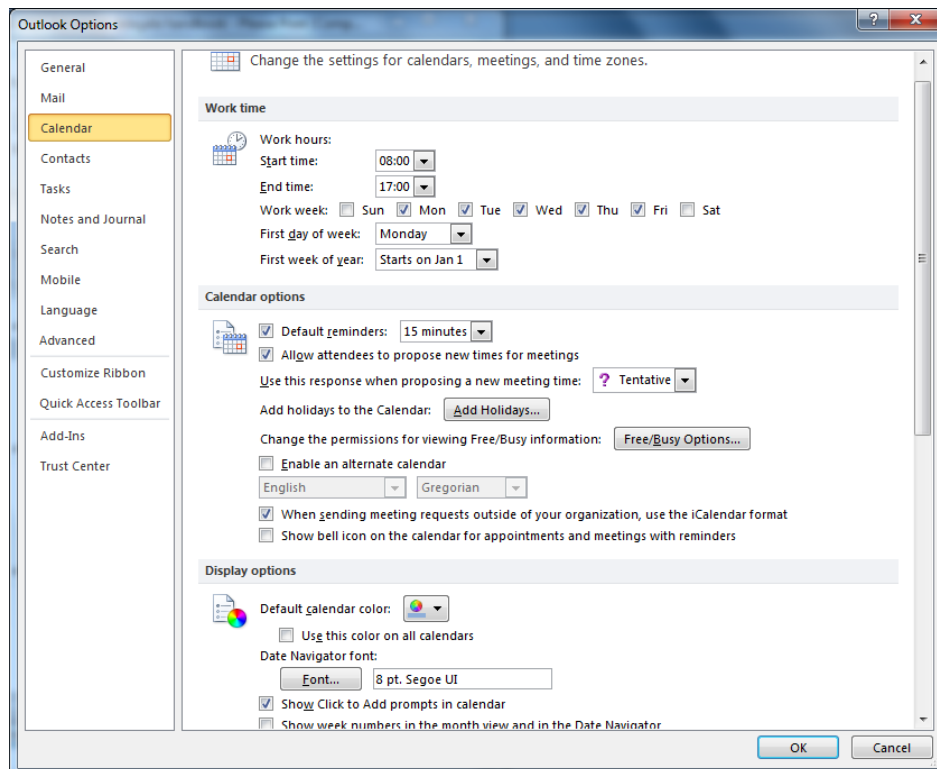 Outlook Options
General
Mail
Calendar
Contacts
Tasks
Notes and Journal
Search
Mobile
Language
Advanced
Customize Ribbon
Quick Access Toolbar
Add-Ins
Trust Center
Change the settings for calendars, meetings, and time zones.
Work time
Work hours:
Start time: 08:00
End time: 17:00
Work week: Sun Mon Tue Wed Thu Fri Sat
First day of week: Monday
First week of year: Starts on Jan 1
Calendar options
Default reminders: 15 minutes
Allow attendees to propose new times for meetings
Use this response when proposing a new meeting time: ? Tentative
Add holidays to the Calendar: Add Holidays...
Change the permissions for viewing Free/Busy information: Free/Busy Options...
Enable an alternate calendar
English Gregorian
When sending meeting requests outside of your organization, use the iCalendar format
Show bell icon on the calendar for appointments and meetings with reminders
Display options
Default calendar color:
Use this color on all calendars
Date Navigator font:
Font... 8 pt. Segoe UI
Show Click to Add prompts in calendar
Show week numbers in the month view and in the Date Navigator
OK Cancel